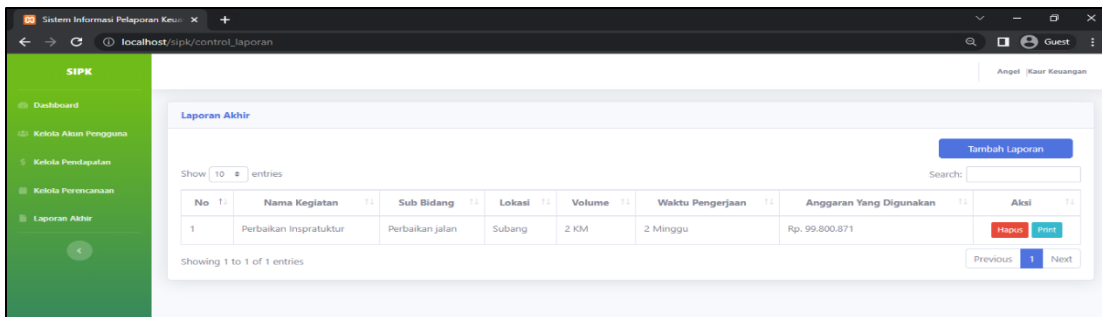 Sistem Informasi Pelaporan Keua
localhost/sipk/control_laporan
Guest
SIPK
Angel |Kaur Keuangan
Dashboard
Kelola Akun Pengguna
Kelola Pendapatan
Kelola Perencanaan
Laporan Akhir
Laporan Akhir
Tambah Laporan
Show 10 entries
Search:
No Nama Kegiatan Sub Bidang Lokasi Volume Waktu Pengerjaan Anggaran Yang Digunakan Aksi
1 Perbaikan Inspratuktur Perbaikan jalan Subang 2 KM 2 Minggu Rp. 99.800.871 Hapus Print
Showing 1 to 1 of 1 entries
Previous 1 Next